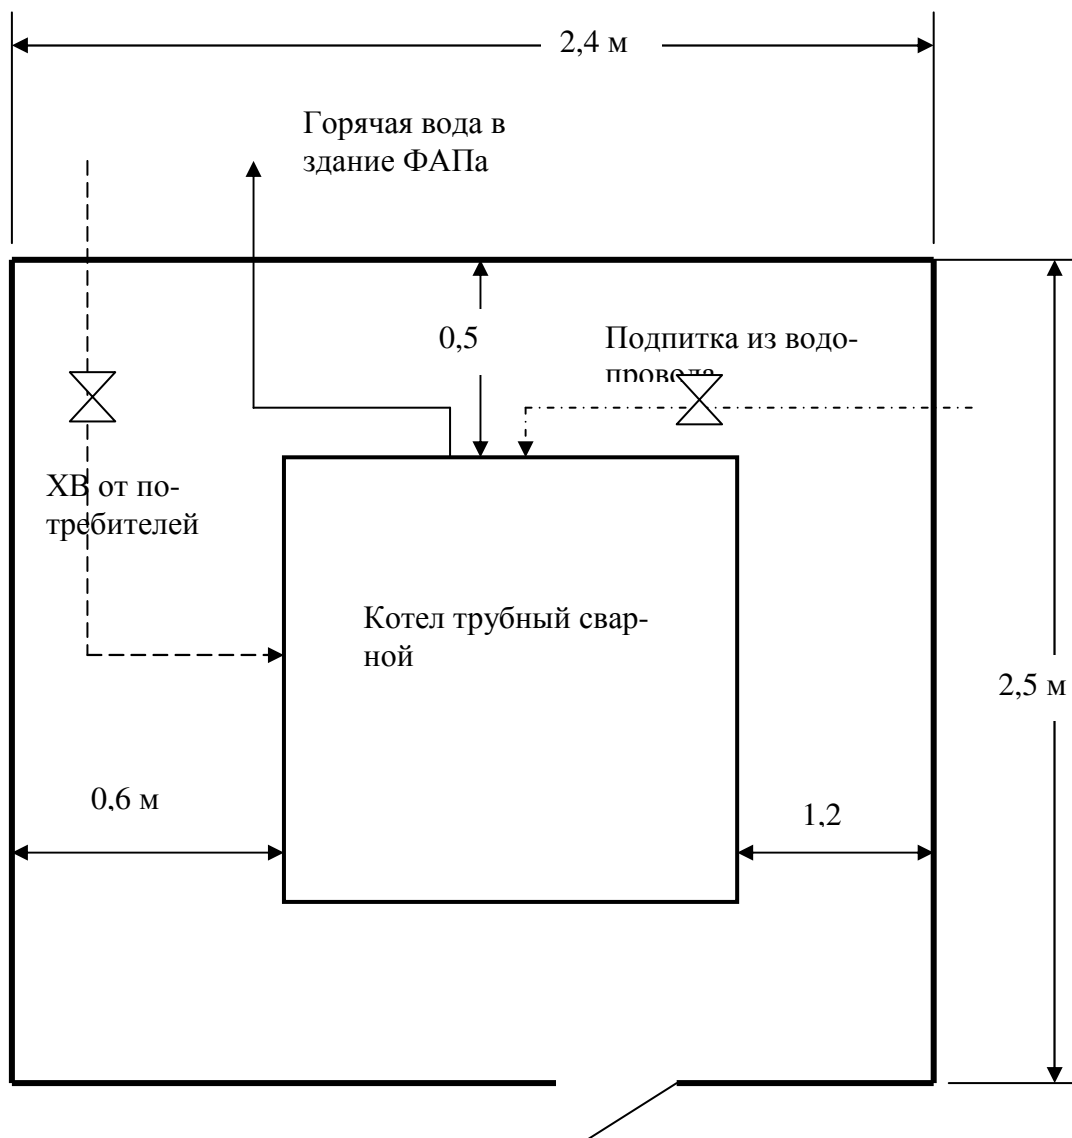 2,4 м
Горячая вода в
здание ФАПа
0,5
Подпитка из водо-
провода
ХВ от по-
требителей
Котел трубный свар-
ной
2,5 м
0,6 м
1,2